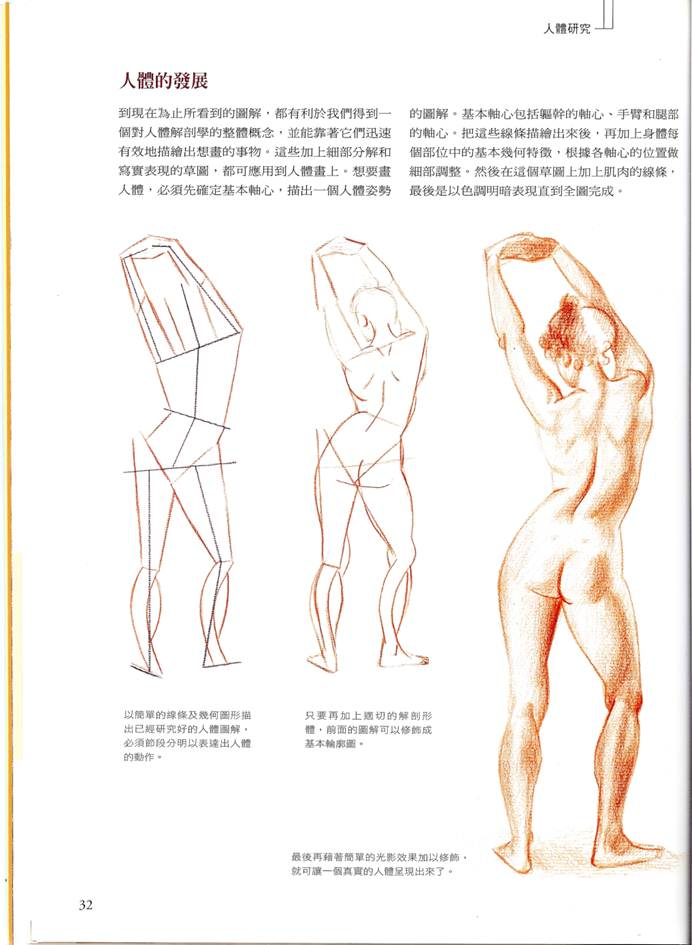 人體研究
人體的發展
到現在為止所看到的圖解，都有利於我們得到一
個對人體解剖學的整體概念，並能靠著它們迅速
有效地描繪出想畫的事物。這些加上細部分解和
寫實表現的草圖，都可應用到人體畫上。想要畫
人體，必須先確定基本軸心，描出一個人體姿勢
的圖解。基本軸心包括軀幹的軸心、手臂和腿部
的軸心。把這些線條描繪出來後，再加上身體每
個部位中的基本幾何特徵，根據各軸心的位置做
細部調整。然後在這個草圖上加上肌肉的線條，
最後是以色調明暗表現直到全圖完成。
以簡單的線條及幾何圖形描
出已經研究好的人體圖解，
必須節段分明以表達出人體
的動作。
只要再加上適切的解剖形
體，前面的圖解可以修飾成
基本輪廓圖。
最後再藉著簡單的光影效果加以修飾，
就可讓一個真實的人體呈現出來了。
32